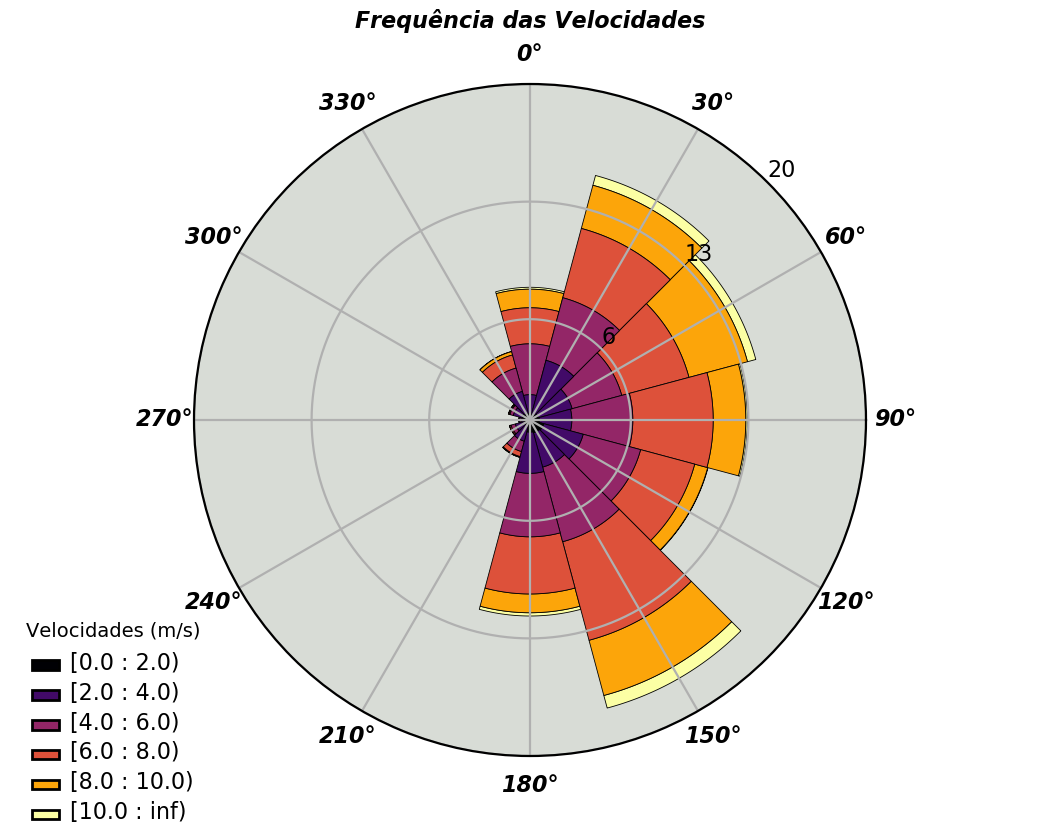 Frequência das Velocidades
0°
330°
30°
20
300°
60°
13
6
270°
90°
240°
120°
210°
150°
180°
Velocidades (m/s)
[0.0 : 2.0)
[2.0 : 4.0)
[4.0 : 6.0)
[6.0 : 8.0)
[8.0 : 10.0)
[10.0 : inf)